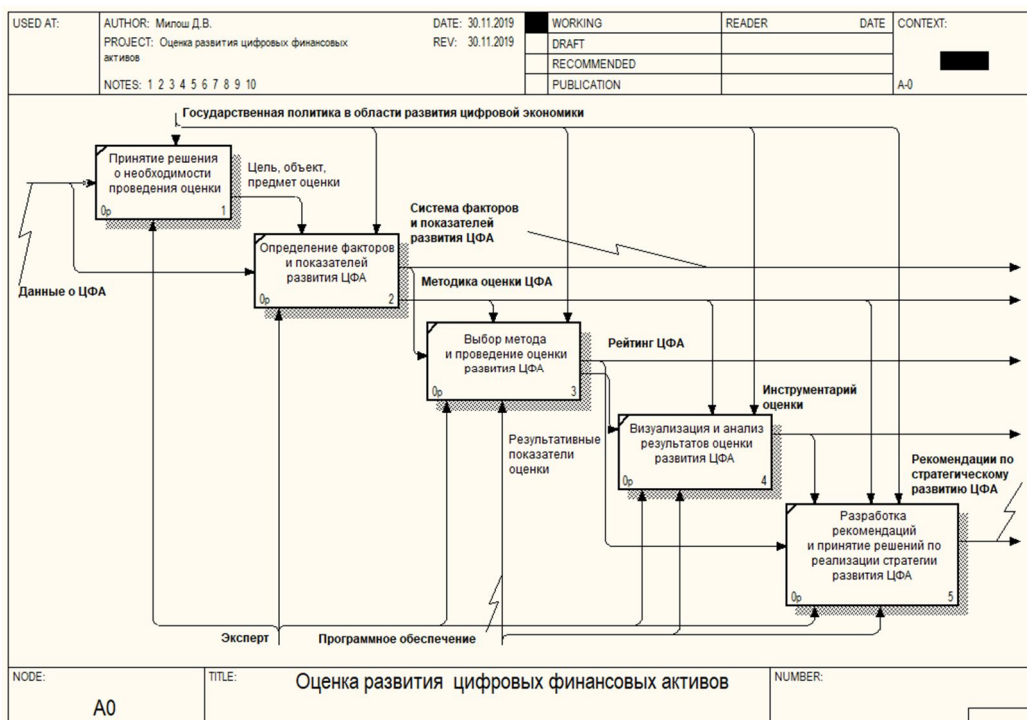 USED AT:
AUTHOR: Милош Д.В.
DATE: 30.11.2019
PROJECT: Оценка развития цифровых финансовых
активов
REV: 30.11.2019
NOTES: 1 2 3 4 5 6 7 8 9 10
WORKING
DRAFT
RECOMMENDED
PUBLICATION
READER
DATE
CONTEXT:
A-0
Государственная политика в области развития цифровой экономики
Принятие решения
о необходимости
проведения оценки
0р
1
Цель, объект,
предмет оценки
Данные о ЦФА
Определение факторов
и показателей
развития ЦФА
0р
2
Система факторов
и показателей
развития ЦФА
Методика оценки ЦФА
Выбор метода
и проведение оценки
развития ЦФА
0р
3
Рейтинг ЦФА
Результативные
показатели
оценки
Визуализация и анализ
результатов оценки
развития ЦФА
0р
4
Инструментарий
оценки
Рекомендации по
стратегическому
развитию ЦФА
Разработка
рекомендаций
и принятие решений по
реализации стратегии
развития ЦФА
0р
5
Эксперт
Программное обеспечение
NODE:
A0
TITLE:
Оценка развития цифровых финансовых активов
NUMBER: